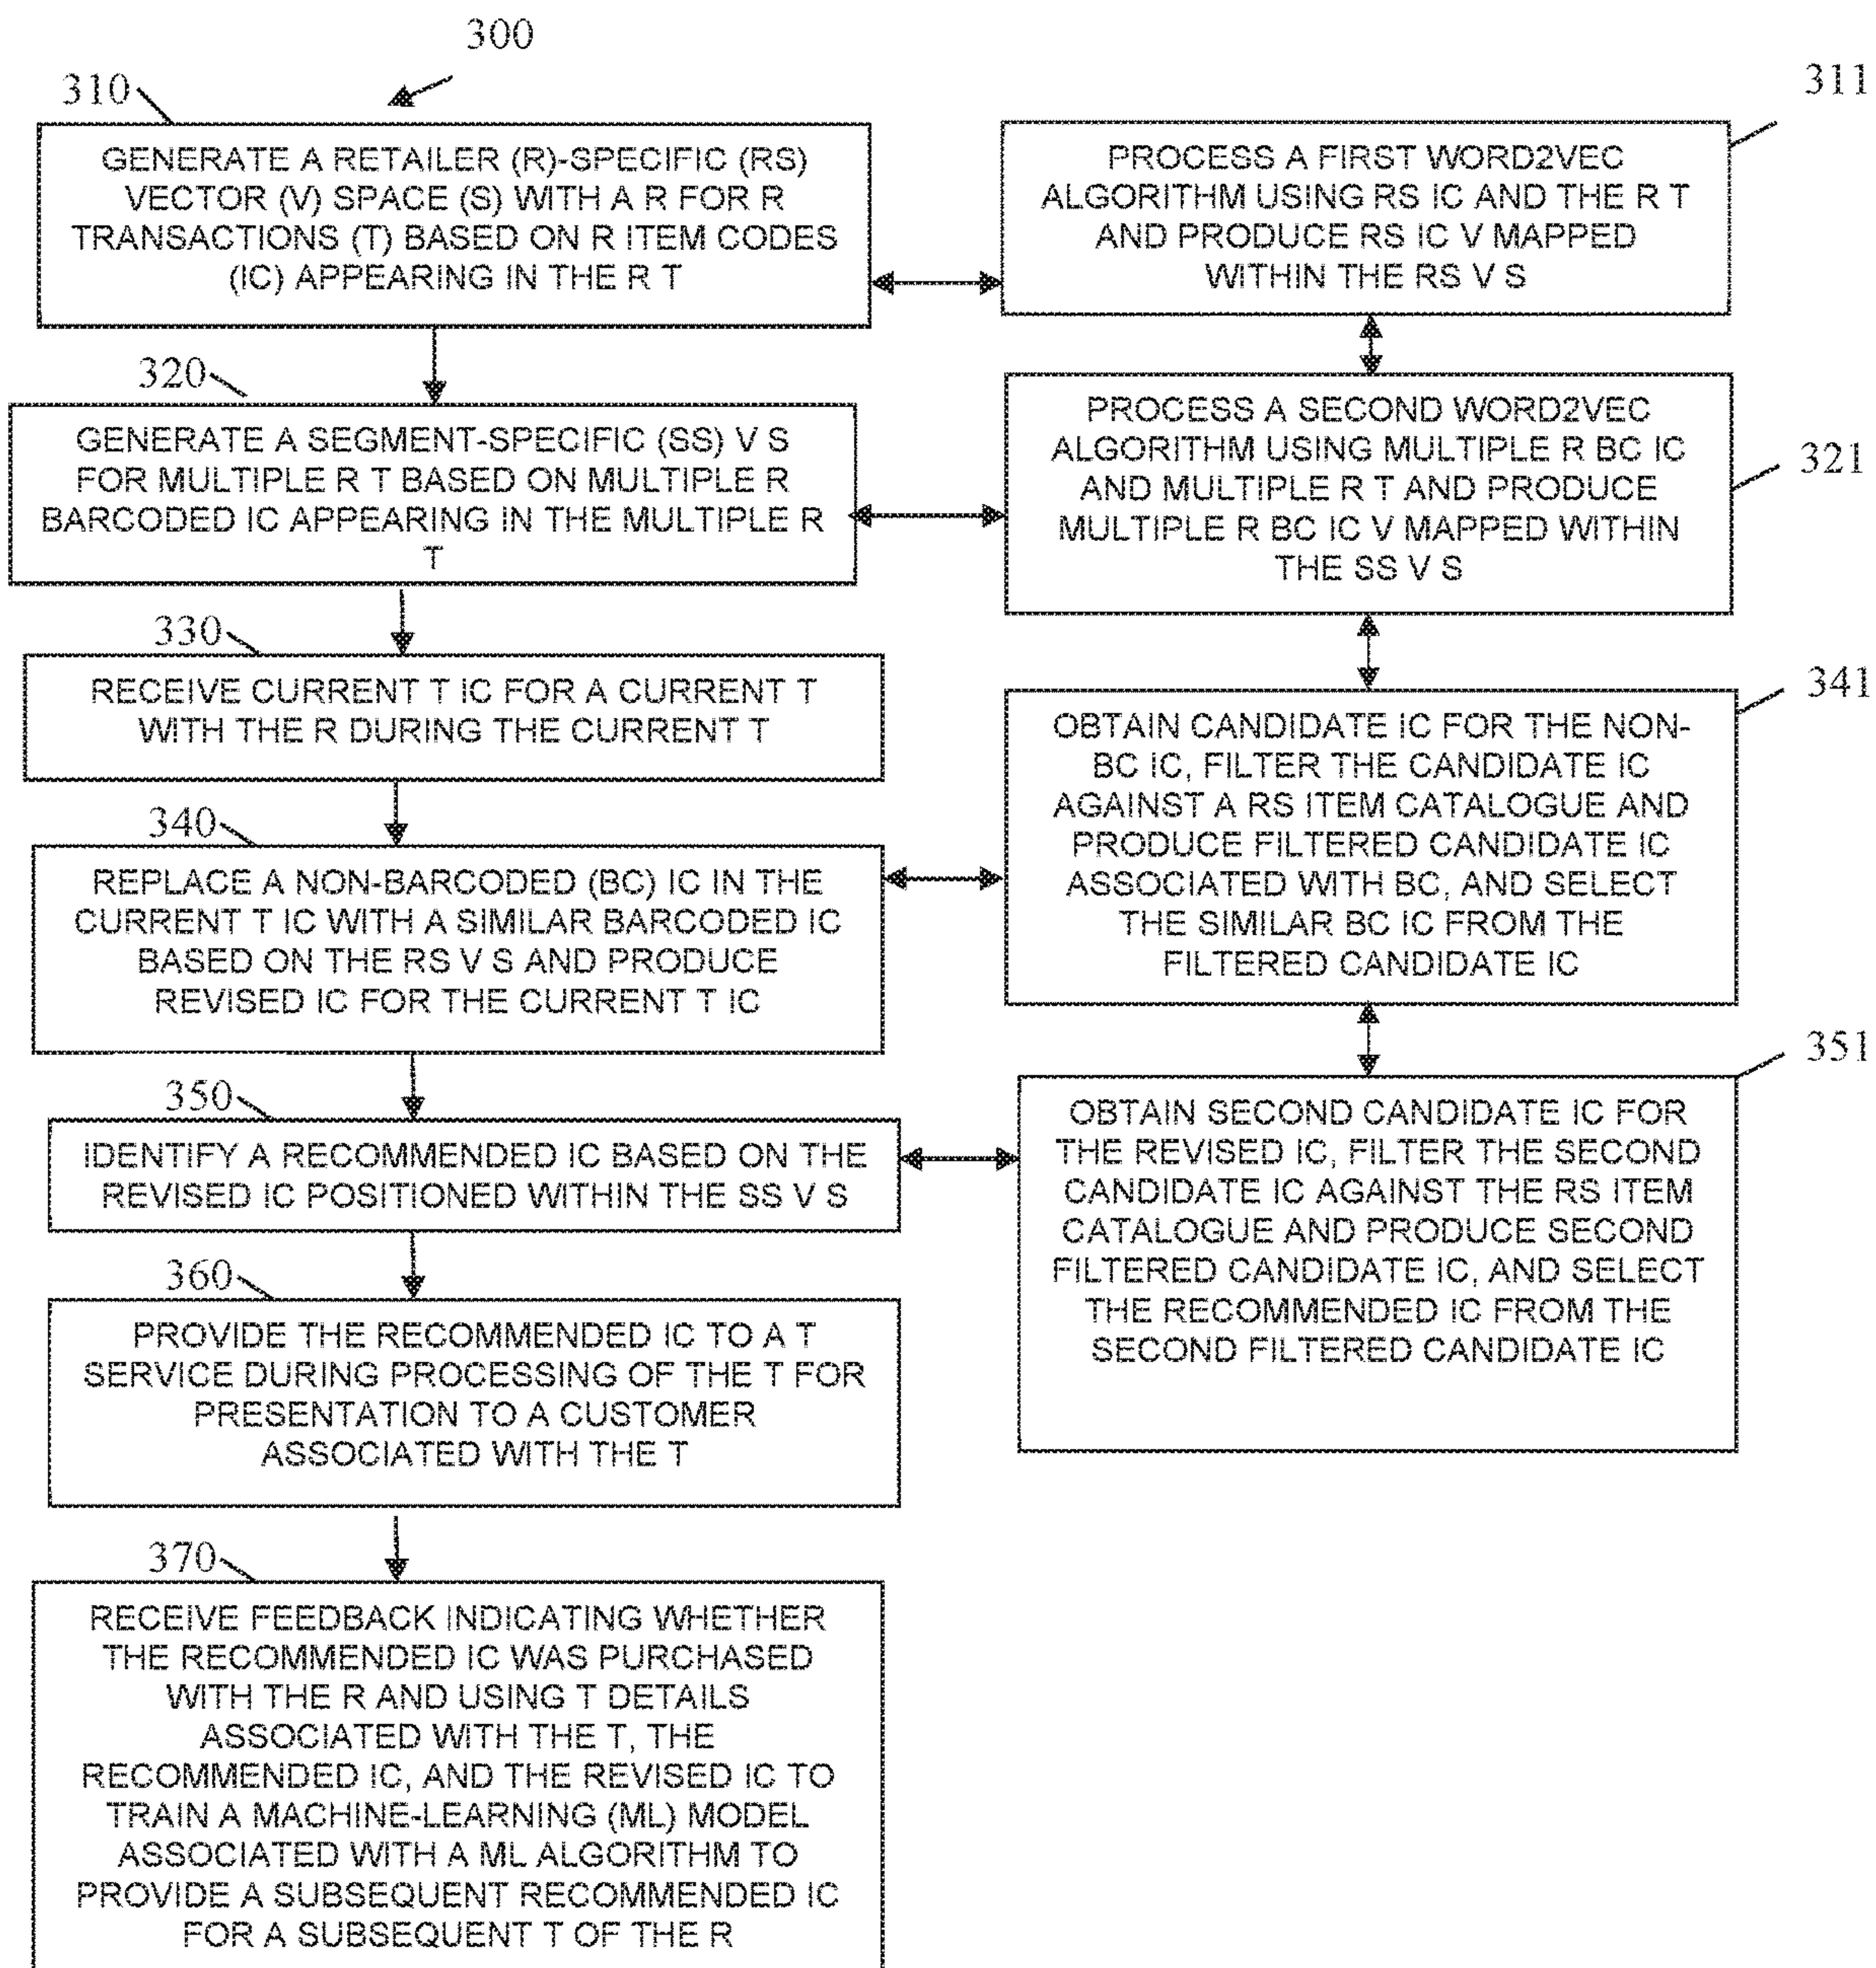 300
310
GENERATE A RETAILER (R)-SPECIFIC (RS)
VECTOR (V) SPACE (S) WITH A R FOR R
TRANSACTIONS (T) BASED ON R ITEM CODES
(IC) APPEARING IN THE R T
311
PROCESS A FIRST WORD2VEC
ALGORITHM USING RS IC AND THE R T
AND PRODUCE RS IC V MAPPED
WITHIN THE RS V S
320
GENERATE A SEGMENT-SPECIFIC (SS) V S
FOR MULTIPLE R T BASED ON MULTIPLE R
BARCODED IC APPEARING IN THE MULTIPLE R
T
321
PROCESS A SECOND WORD2VEC
ALGORITHM USING MULTIPLE R BC IC
AND MULTIPLE R T AND PRODUCE
MULTIPLE R BC IC V MAPPED WITHIN
THE SS V S
330
RECEIVE CURRENT T IC FOR A CURRENT T
WITH THE R DURING THE CURRENT T
340
REPLACE A NON-BARCODED (BC) IC IN THE
CURRENT T IC WITH A SIMILAR BARCODED IC
BASED ON THE RS V S AND PRODUCE
REVISED IC FOR THE CURRENT T IC
341
OBTAIN CANDIDATE IC FOR THE NON-
BC IC, FILTER THE CANDIDATE IC
AGAINST A RS ITEM CATALOGUE AND
PRODUCE FILTERED CANDIDATE IC
ASSOCIATED WITH BC, AND SELECT
THE SIMILAR BC IC FROM THE
FILTERED CANDIDATE IC
350
IDENTIFY A RECOMMENDED IC BASED ON THE
REVISED IC POSITIONED WITHIN THE SS V S
351
OBTAIN SECOND CANDIDATE IC FOR
THE REVISED IC, FILTER THE SECOND
CANDIDATE IC AGAINST THE RS ITEM
CATALOGUE AND PRODUCE SECOND
FILTERED CANDIDATE IC, AND SELECT
THE RECOMMENDED IC FROM THE
SECOND FILTERED CANDIDATE IC
360
PROVIDE THE RECOMMENDED IC TO A T
SERVICE DURING PROCESSING OF THE T FOR
PRESENTATION TO A CUSTOMER
ASSOCIATED WITH THE T
370
RECEIVE FEEDBACK INDICATING WHETHER
THE RECOMMENDED IC WAS PURCHASED
WITH THE R AND USING T DETAILS
ASSOCIATED WITH THE T, THE
RECOMMENDED IC, AND THE REVISED IC TO
TRAIN A MACHINE-LEARNING (ML) MODEL
ASSOCIATED WITH A ML ALGORITHM TO
PROVIDE A SUBSEQUENT RECOMMENDED IC
FOR A SUBSEQUENT T OF THE R